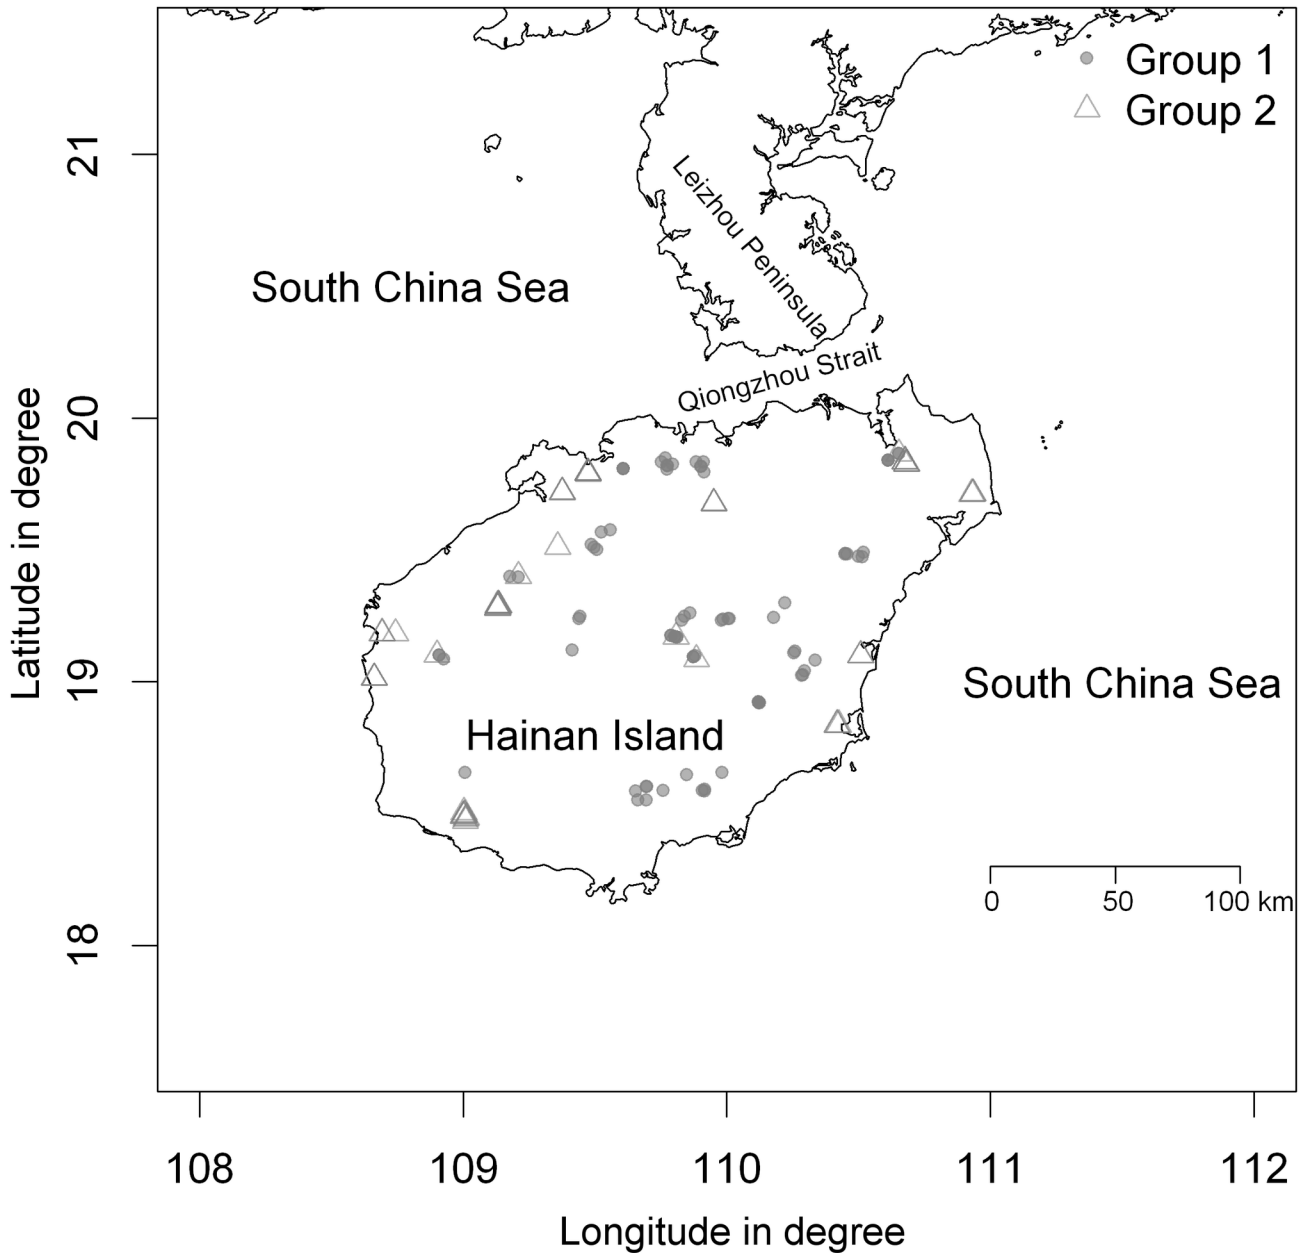 Group 1
Group 2
Leizhou Peninsula
South China Sea
Qiongzhou Strait
South China Sea
Hainan Island
0 50 100 km
21
20
19
18
Latitude in degree
108 109 110 111 112
Longitude in degree